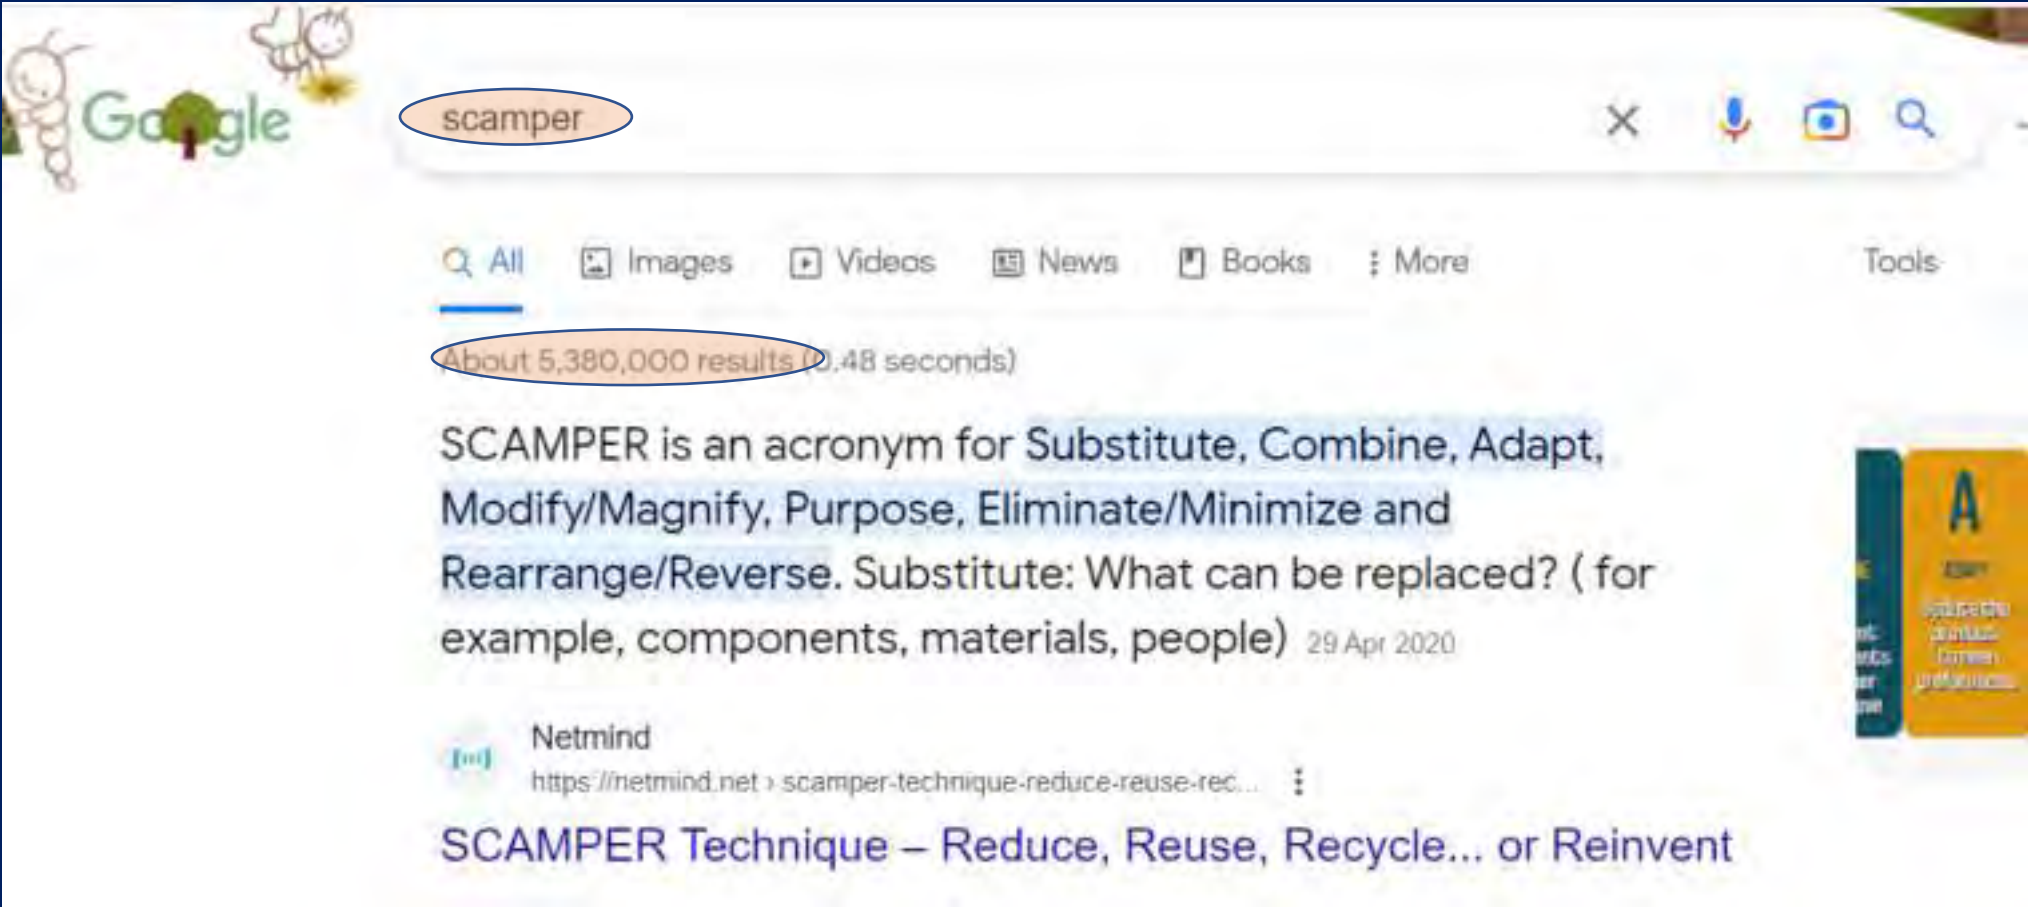 Google
scamper
All Images Videos News Books More Tools
About 5,380,000 results (0.48 seconds)
SCAMPER is an acronym for Substitute, Combine, Adapt,
Modify/Magnify, Purpose, Eliminate/Minimize and
Rearrange/Reverse. Substitute: What can be replaced? ( for
example, components, materials, people) 29 Apr 2020
A
Netmind
https://netmind.net › scamper-technique-reduce-reuse-rec...
SCAMPER Technique – Reduce, Reuse, Recycle... or Reinvent